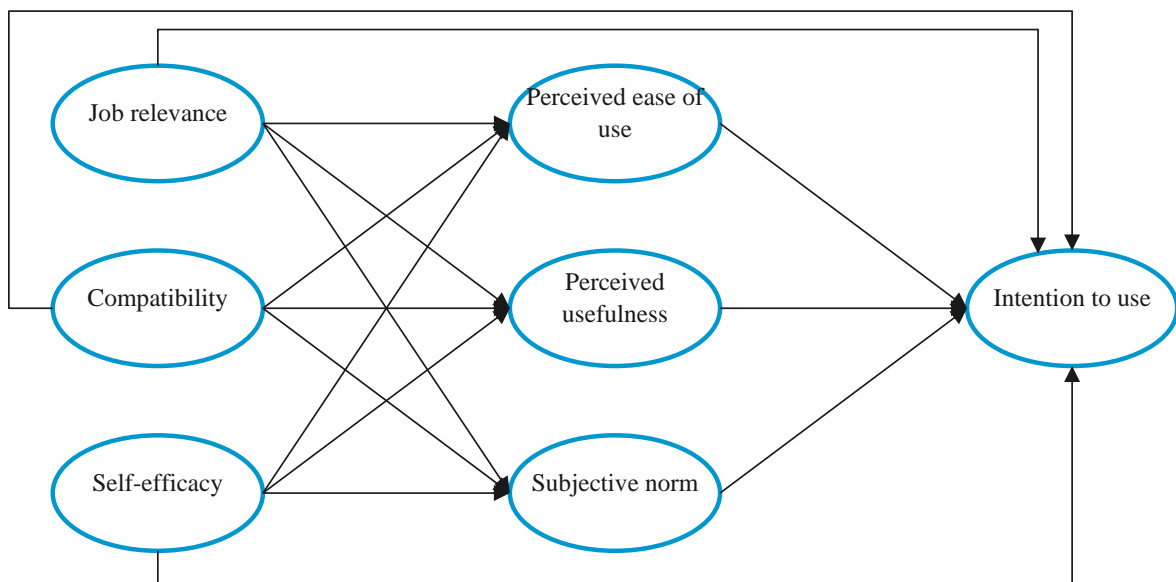 Job relevance
Perceived ease of
use
Compatibility
Perceived
usefulness
Intention to use
Self-efficacy
Subjective norm